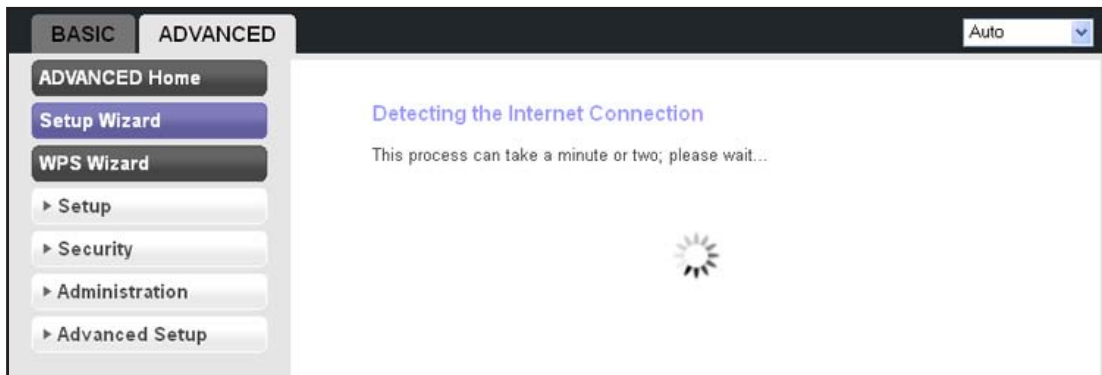 BASIC
ADVANCED
Auto
ADVANCED Home
Setup Wizard
WPS Wizard
Setup
Security
Administration
Advanced Setup
Detecting the Internet Connection
This process can take a minute or two; please wait...